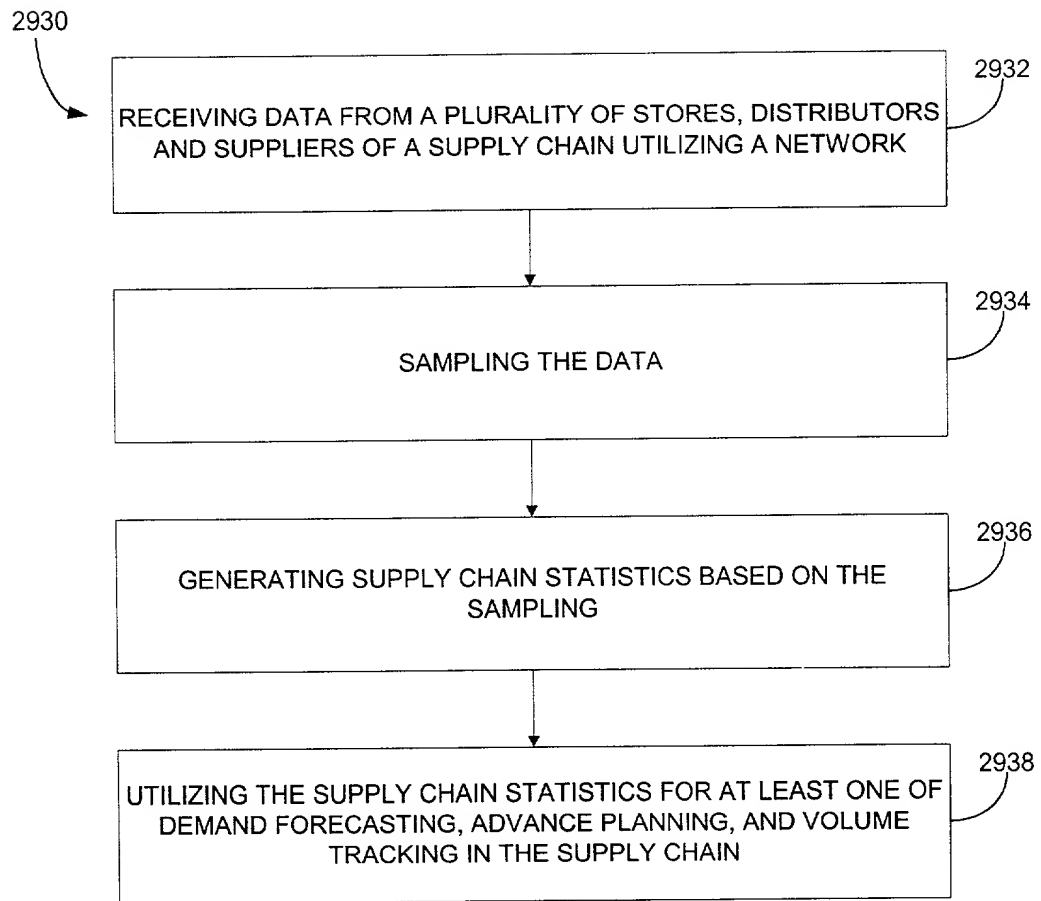 2930
2932
RECEIVING DATA FROM A PLURALITY OF STORES, DISTRIBUTORS
AND SUPPLIERS OF A SUPPLY CHAIN UTILIZING A NETWORK
2934
SAMPLING THE DATA
2936
GENERATING SUPPLY CHAIN STATISTICS BASED ON THE
SAMPLING
2938
UTILIZING THE SUPPLY CHAIN STATISTICS FOR AT LEAST ONE OF
DEMAND FORECASTING, ADVANCE PLANNING, AND VOLUME
TRACKING IN THE SUPPLY CHAIN